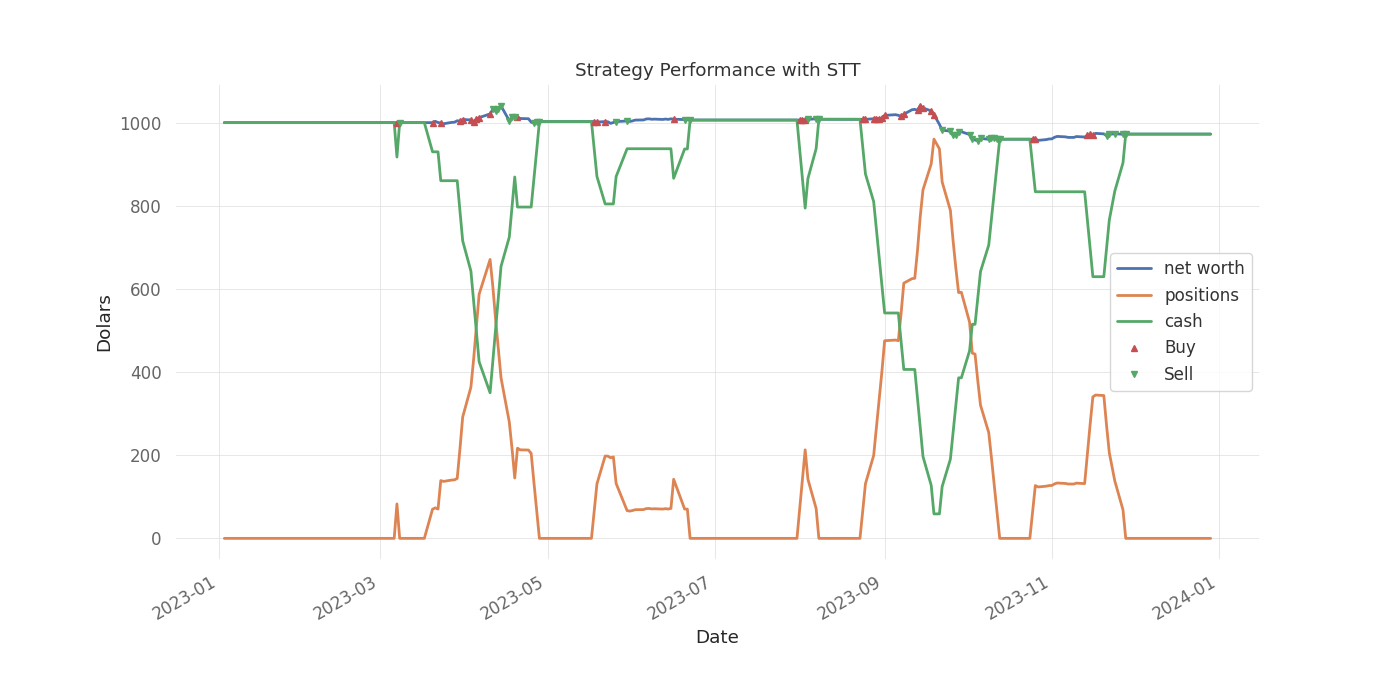 Strategy Performance with STT
1000
800
600
400
200
0
Dolars
net worth
positions
cash
Buy
Sell
2023-01
2023-03
2023-05
2023-07
2023-09
2023-11
2024-01
Date